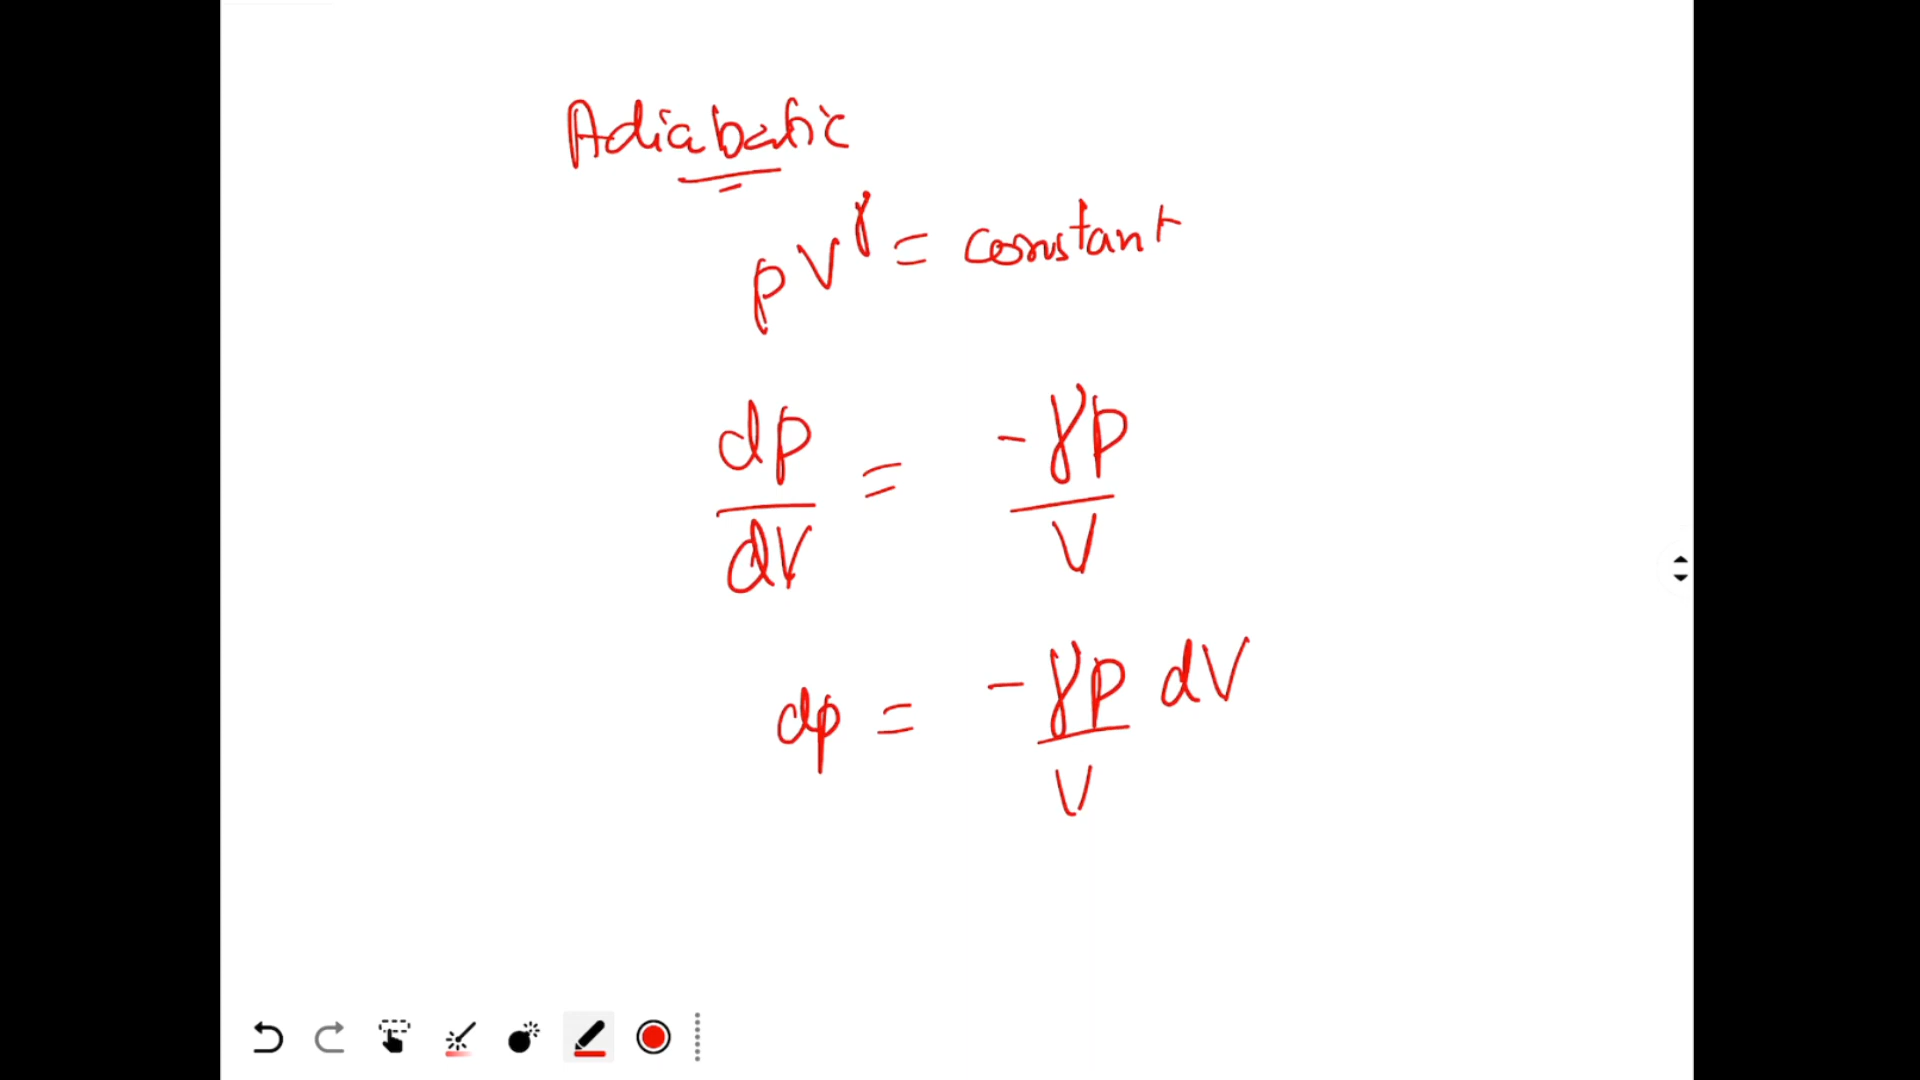 Adiabatic
pV^γ = constant
dp/dV = -γp/V
dp = -γp/V dV